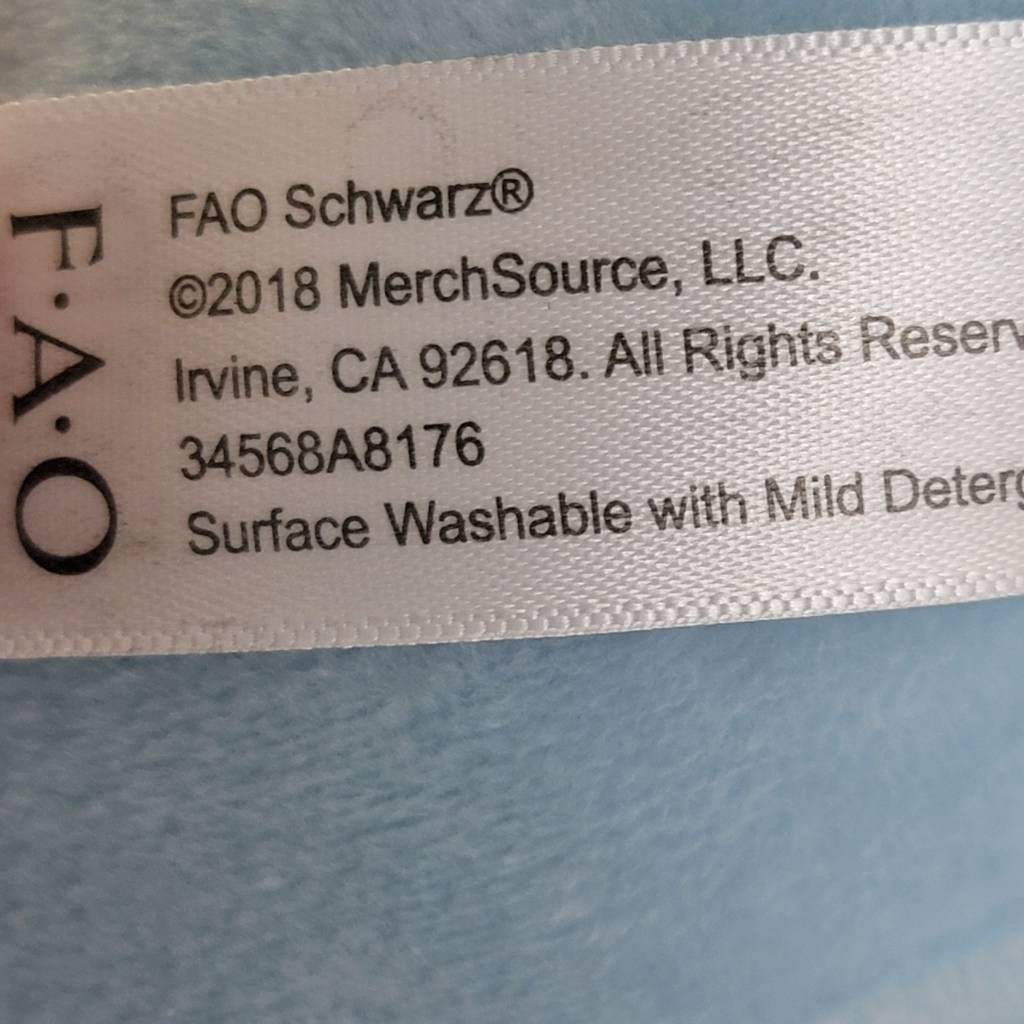 F·A·O
FAO Schwarz®
©2018 MerchSource, LLC.
Irvine, CA 92618. All Rights Reserv
34568A8176
Surface Washable with Mild Deterg